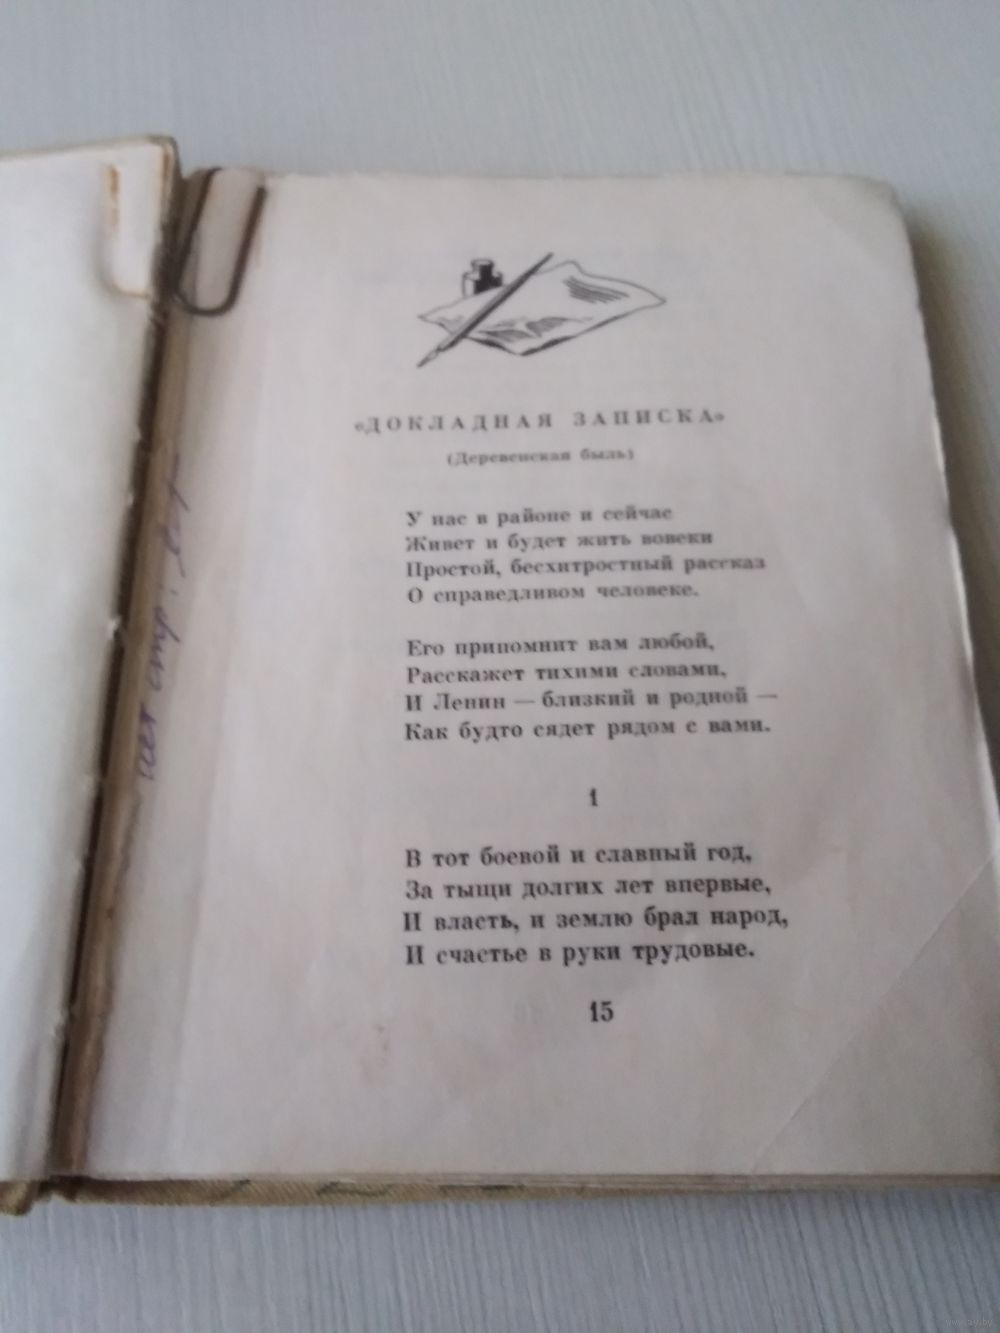 «ДОКЛАДНАЯ ЗАПИСКА»
(Деревенская быль)
У нас в районе и сейчас
Живет и будет жить вовеки
Простой, бесхитростный рассказ
О справедливом человеке.
Его припомнит вам любой,
Расскажет тихими словами,
И Ленин — близкий и родной —
Как будто сядет рядом с вами.
1
В тот боевой и славный год,
За тыщи долгих лет впервые,
И власть, и землю брал народ,
И счастье в руки трудовые.
15